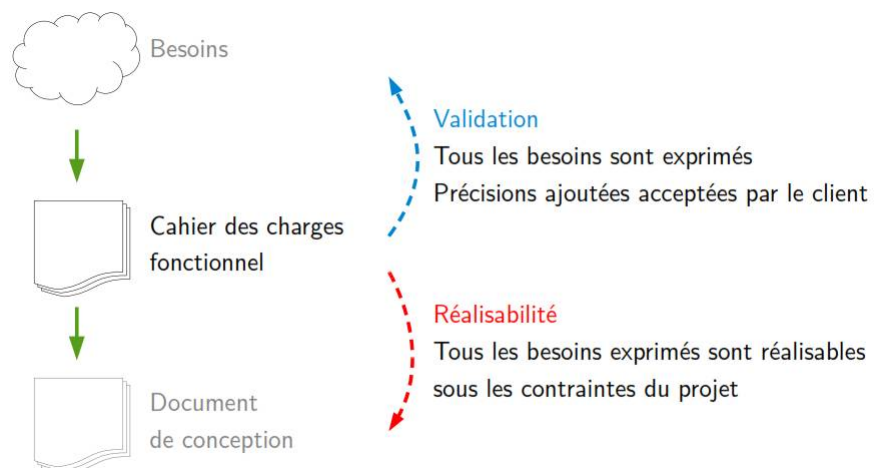 Besoins
Validation
Tous les besoins sont exprimés
Précisions ajoutées acceptées par le client
Cahier des charges
fonctionnel
Réalisabilité
Tous les besoins exprimés sont réalisables
sous les contraintes du projet
Document
de conception